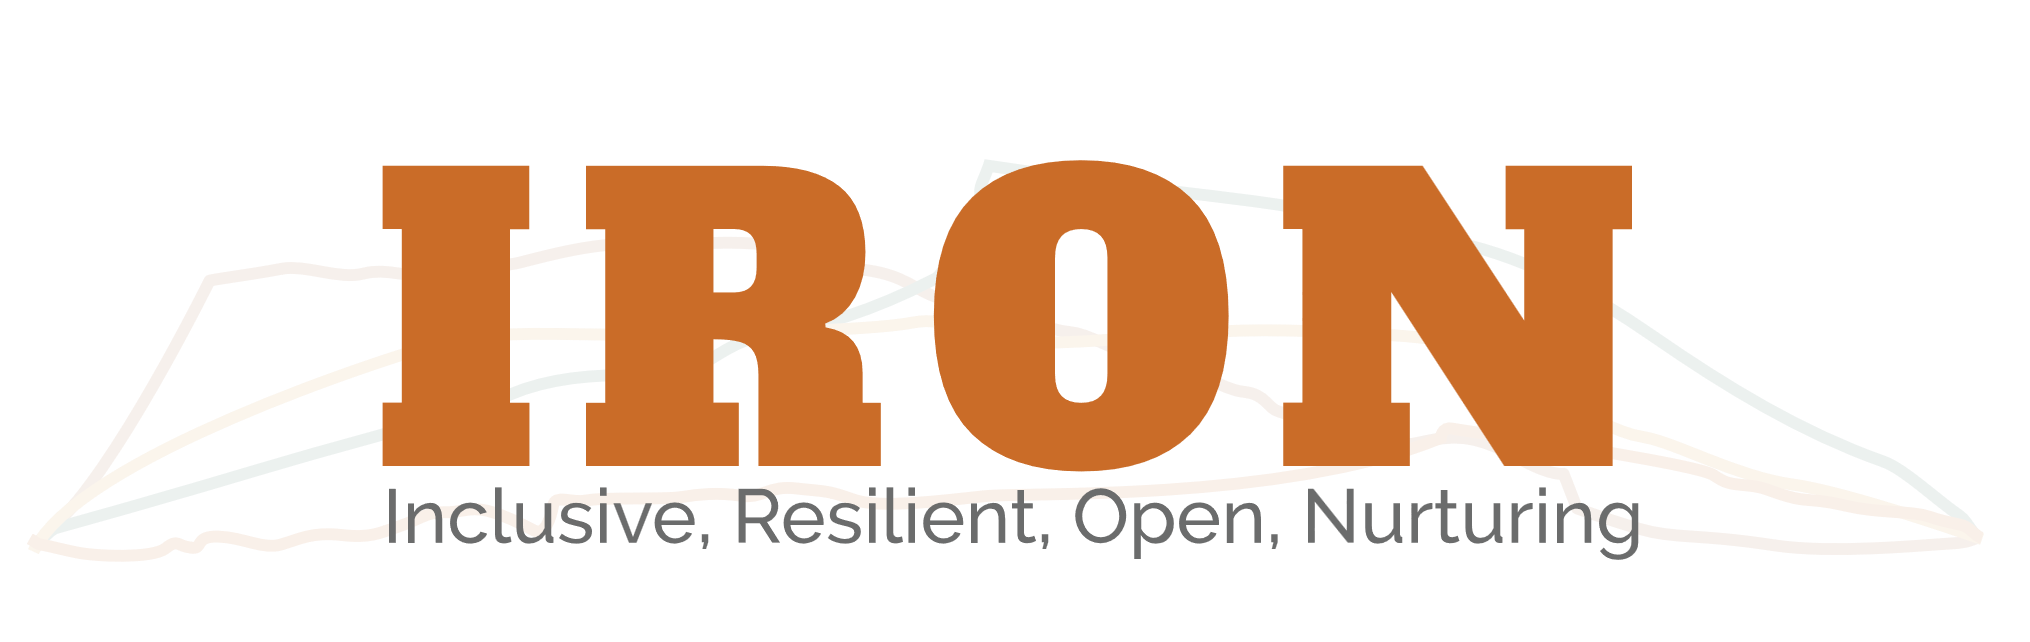 IRON
Inclusive, Resilient, Open, Nurturing